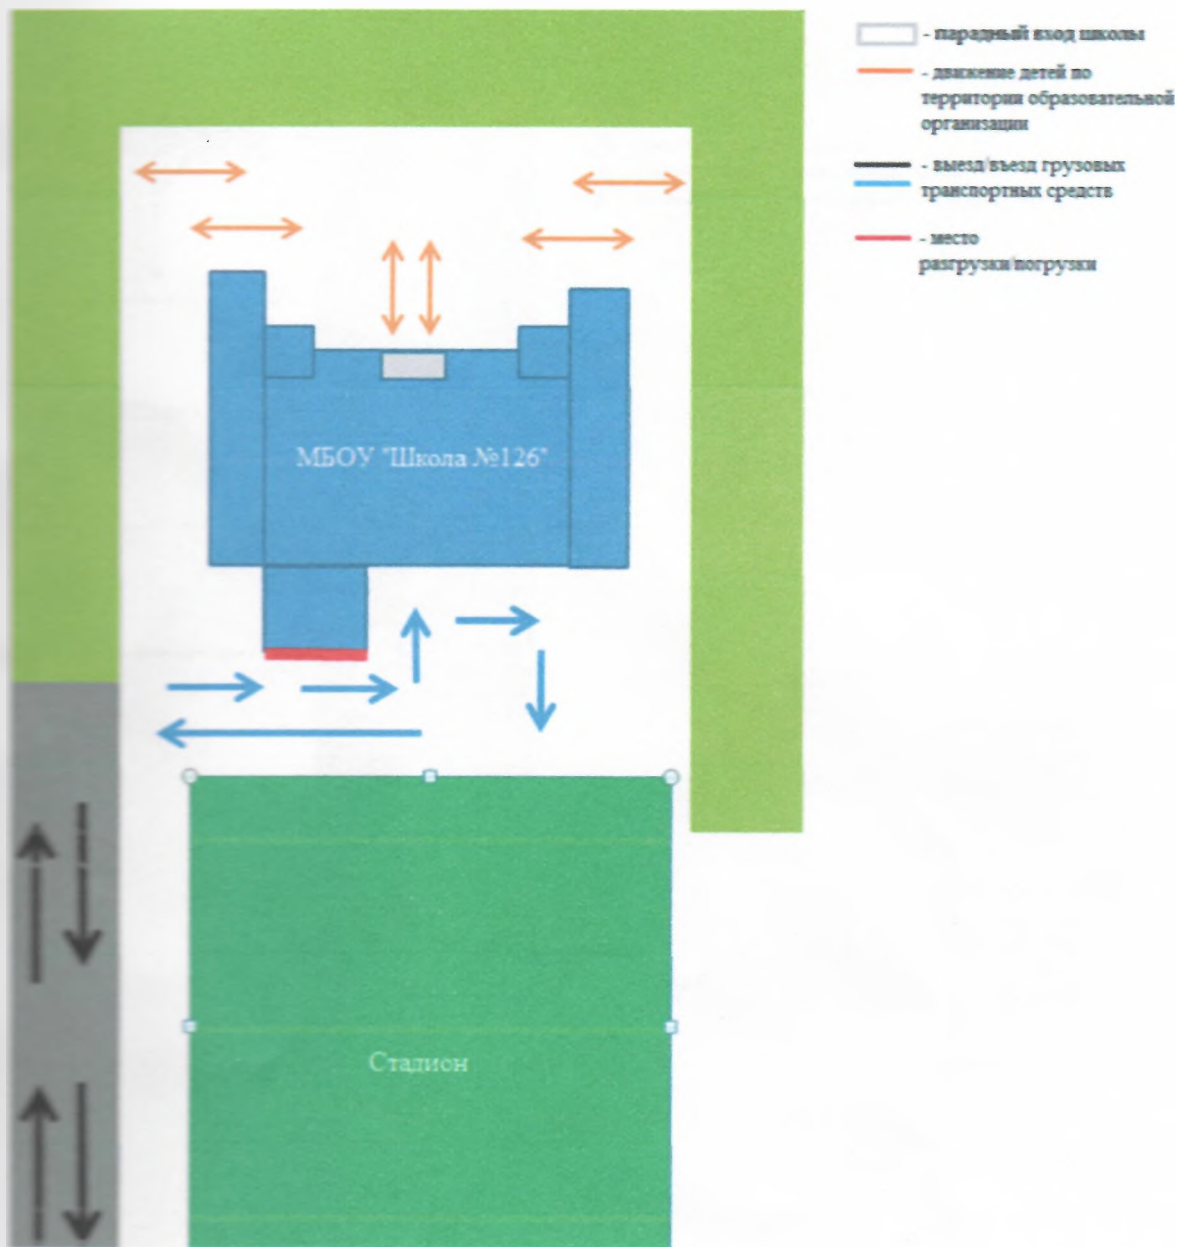 - парадный вход школы
- движение детей по
территории образовательной
организации
- выезд/въезд грузовых
транспортных средств
- место
разгрузки/погрузки
МБОУ "Школа №126"
Стадион